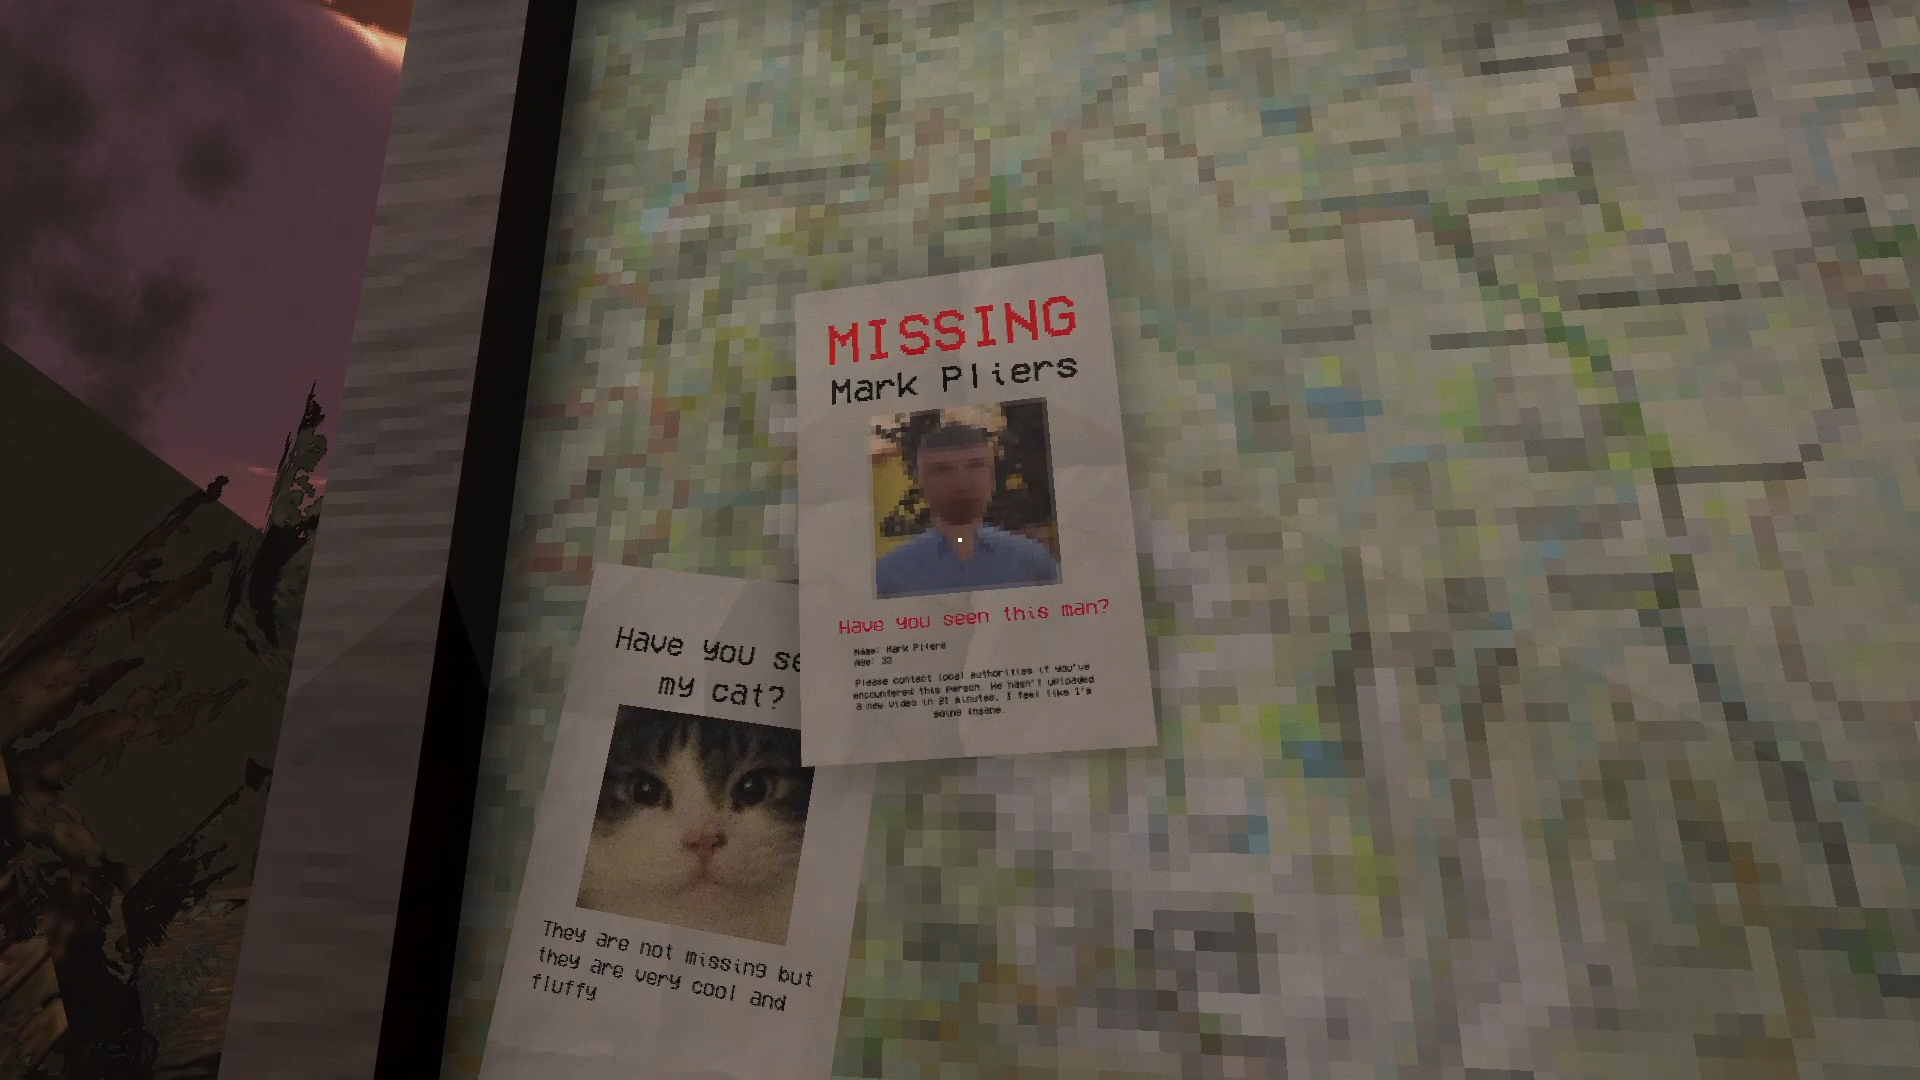 MISSING
Mark Pliers
Have you seen this man?
Name: Mark Pliers
Age: 32
Please contact local authorities if you've
encountered this person. He hasn't uploaded
a new video in 21 minutes. I feel like I'm
going insane.
Have you se
my cat?
They are not missing but
they are very cool and
fluffy